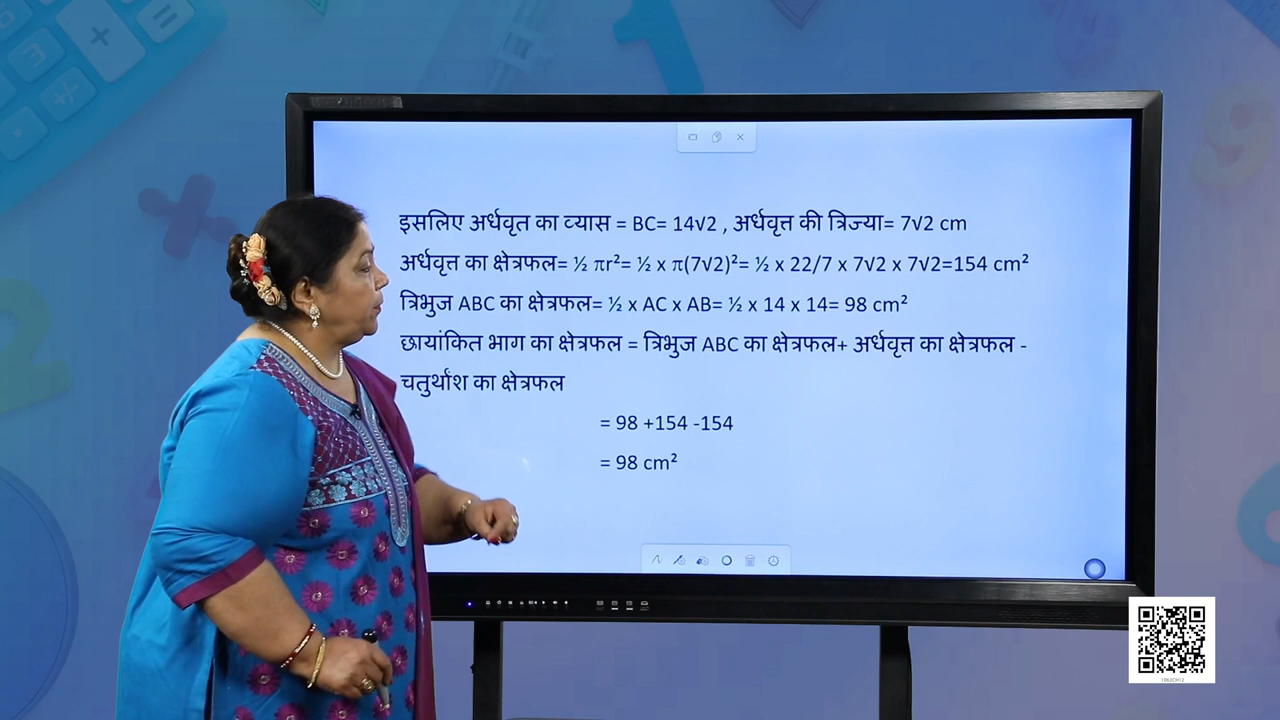 इसलिए अर्धवृत का व्यास = BC= 14√2 , अर्धवृत्त की त्रिज्या= 7√2 cm
अर्धवृत्त का क्षेत्रफल= ½ πr²= ½ x π(7√2)²= ½ x 22/7 x 7√2 x 7√2=154 cm²
त्रिभुज ABC का क्षेत्रफल= ½ x AC x AB= ½ x 14 x 14= 98 cm²
छायांकित भाग का क्षेत्रफल = त्रिभुज ABC का क्षेत्रफल+ अर्धवृत्त का क्षेत्रफल -
चतुर्थांश का क्षेत्रफल
= 98 +154 -154
= 98 cm²